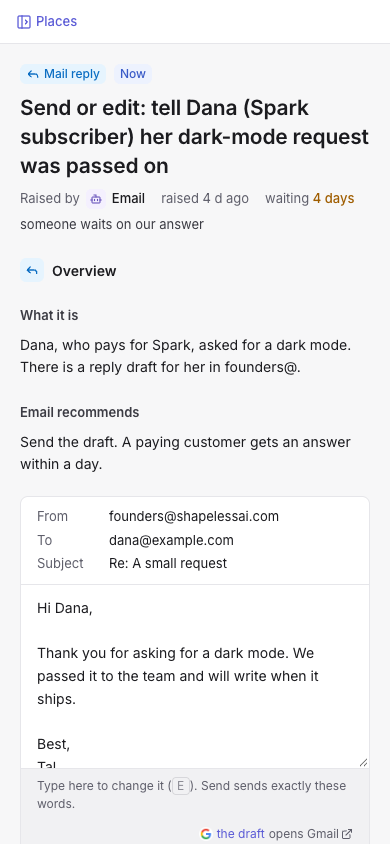 Places
Mail reply Now
Send or edit: tell Dana (Spark
subscriber) her dark-mode request
was passed on
Raised by Email raised 4 d ago waiting 4 days
someone waits on our answer
Overview
What it is
Dana, who pays for Spark, asked for a dark mode.
There is a reply draft for her in founders@.
Email recommends
Send the draft. A paying customer gets an answer
within a day.
From founders@shapelessai.com
To dana@example.com
Subject Re: A small request
Hi Dana,
Thank you for asking for a dark mode. We
passed it to the team and will write when it
ships.
Best,
Tal
Type here to change it (E). Send sends exactly these
words.
the draft opens Gmail